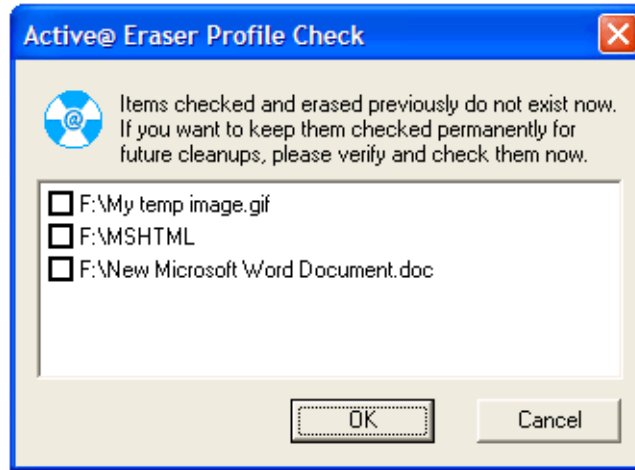 Active@ Eraser Profile Check
Items checked and erased previously do not exist now.
If you want to keep them checked permanently for
future cleanups, please verify and check them now.
F:\My temp image.gif
F:\MSHTML
F:\New Microsoft Word Document.doc
OK
Cancel